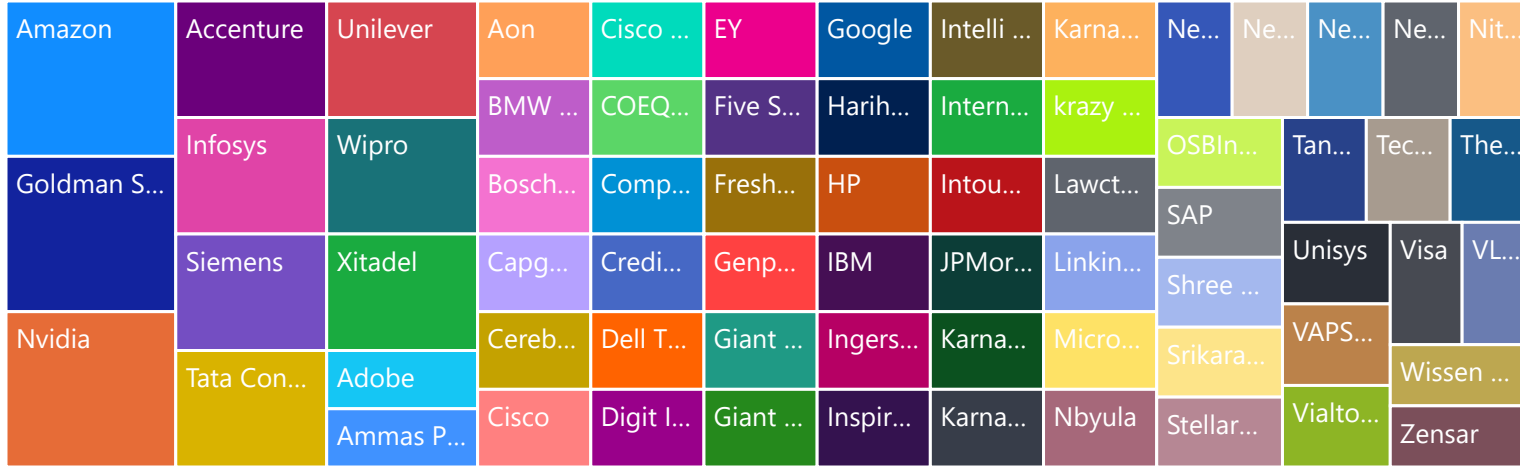 Amazon
Goldman S...
Nvidia
Accenture
Infosys
Siemens
Tata Con...
Unilever
Wipro
Xitadel
Adobe
Ammas P...
Aon
BMW ...
Bosch...
Capg...
Cereb...
Cisco
Cisco ...
COEQ...
Comp...
Credi...
Dell T...
Digit I...
EY
Five S...
Fresh...
Genp...
Giant ...
Giant ...
Google
Harih...
HP
IBM
Ingers...
Inspir...
Intelli ...
Intern...
Intou...
JPMor...
Karna...
Karna...
Karna...
krazy ...
Lawct...
Linkin...
Micro...
Nbyula
Ne...
Ne...
Ne...
Ne...
Nit...
OSBIn...
SAP
Shree ...
Srikara...
Stellar...
Tan...
Tec...
The...
Unisys
VAPS...
Vialto...
Visa
VL...
Wissen ...
Zensar